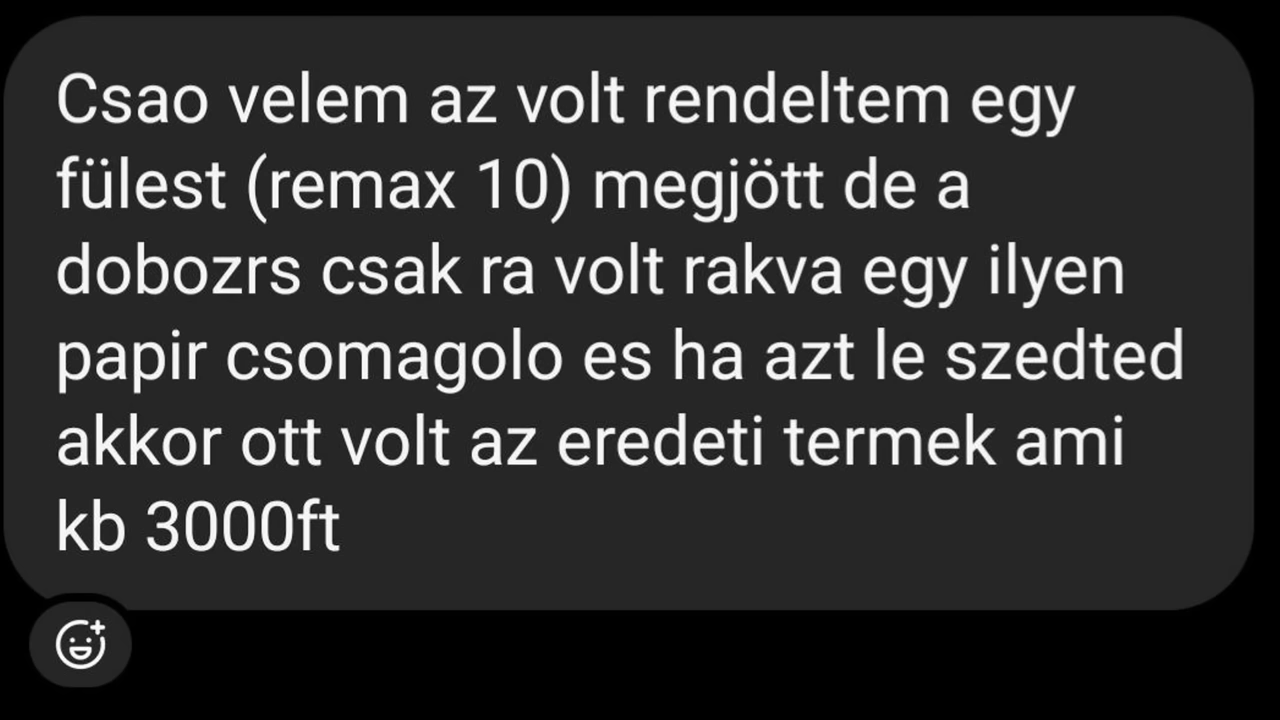 Csao velem az volt rendeltem egy
fülest (remax 10) megjött de a
dobozrs csak ra volt rakva egy ilyen
papir csomagolo es ha azt le szedted
akkor ott volt az eredeti termek ami
kb 3000ft